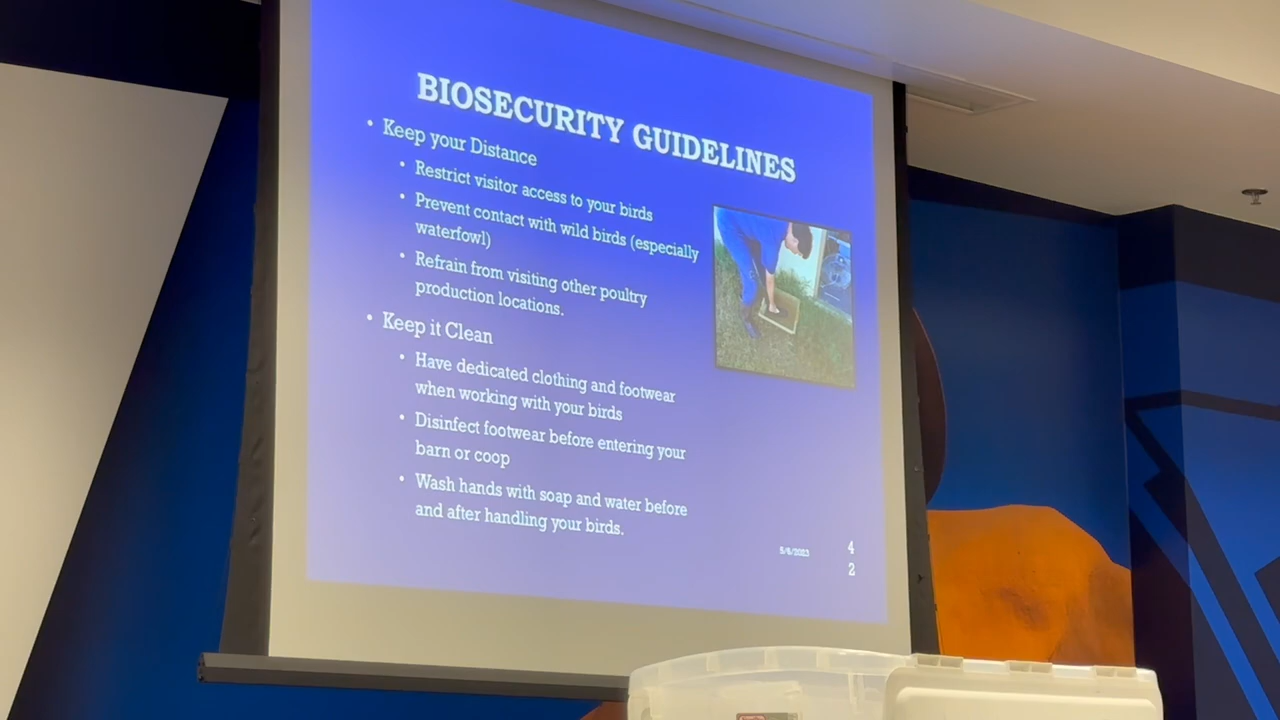 BIOSECURITY GUIDELINES
• Keep your Distance
• Restrict visitor access to your birds
• Prevent contact with wild birds (especially
waterfowl)
• Refrain from visiting other poultry
production locations.
• Keep it Clean
• Have dedicated clothing and footwear
when working with your birds
• Disinfect footwear before entering your
barn or coop
• Wash hands with soap and water before
and after handling your birds.
5/6/2023
4
2